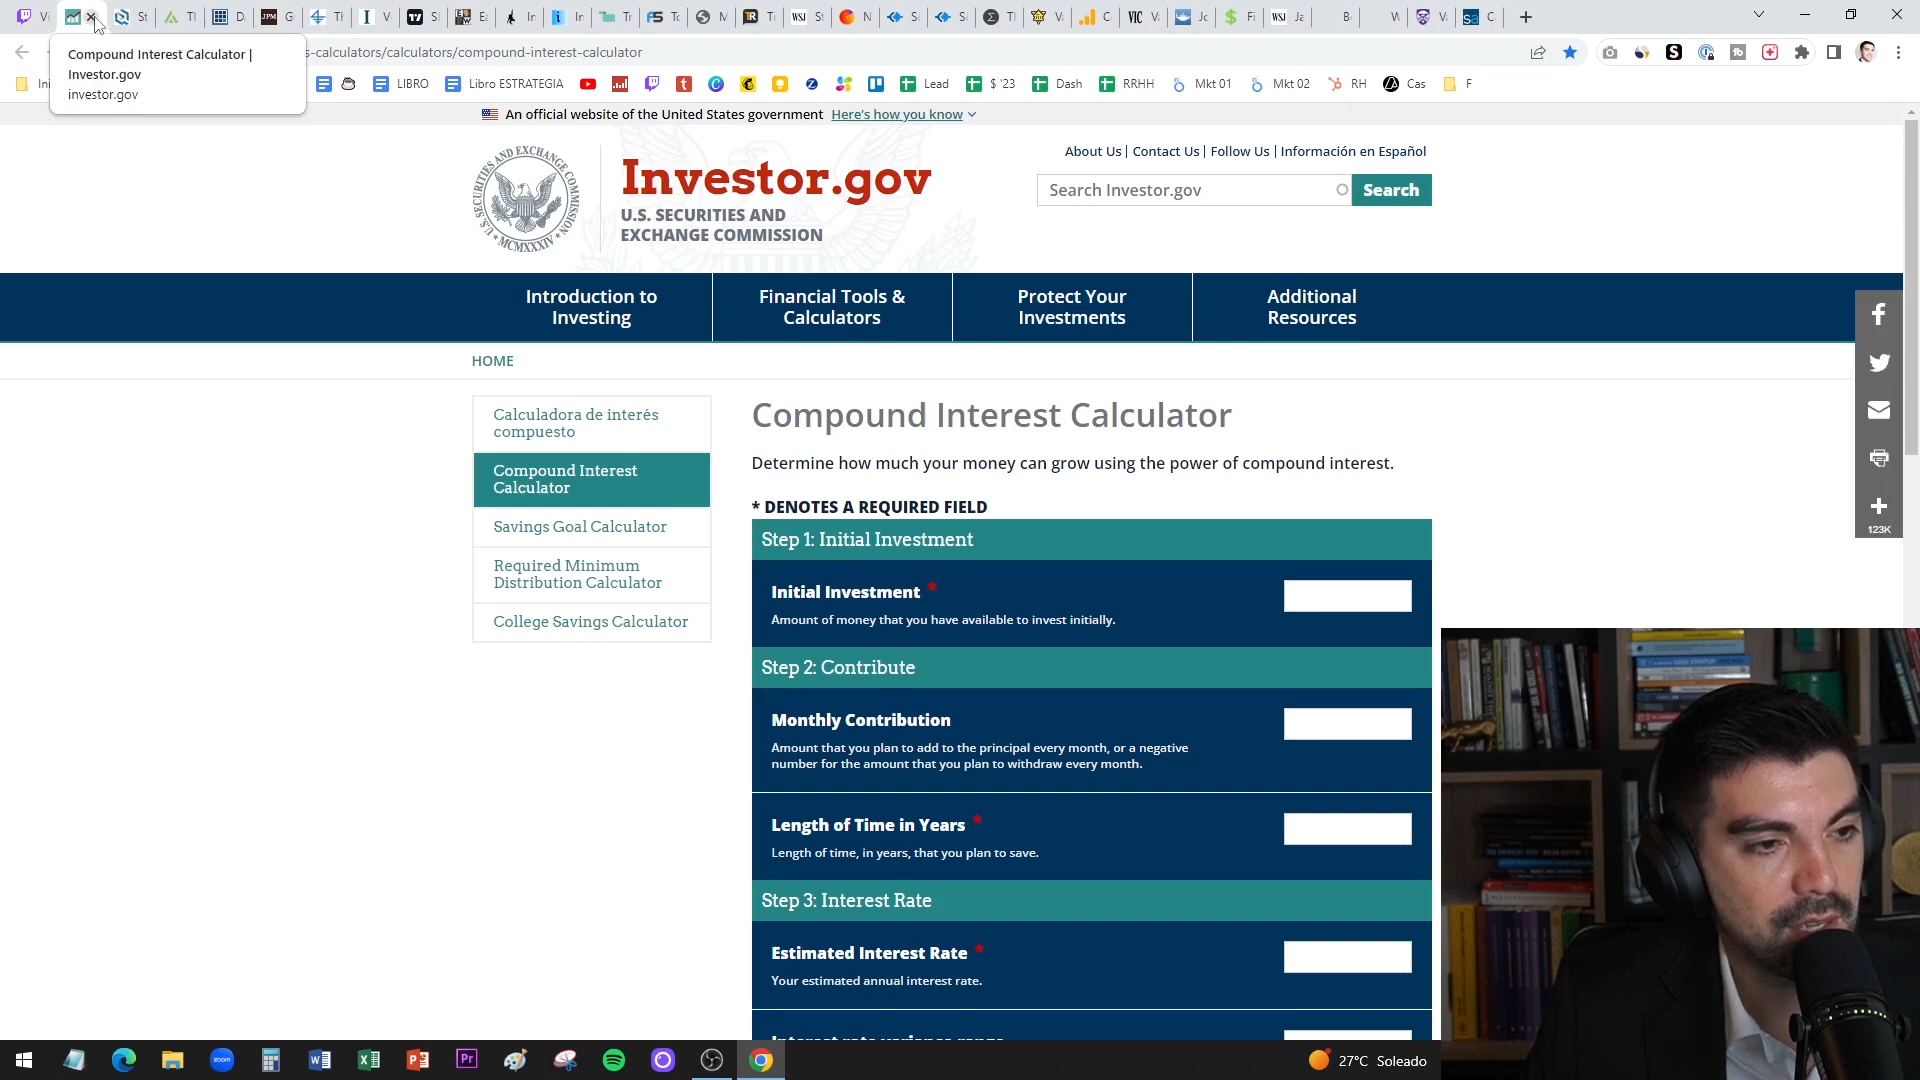 Compound Interest Calculator |
Investor.gov
investor.gov
s-calculators/calculators/compound-interest-calculator
LIBRO
Libro ESTRATEGIA
Lead
$ '23
Dash
RRHH
Mkt 01
Mkt 02
RH
Cas
F
An official website of the United States government Here's how you know
Investor.gov
U.S. SECURITIES AND
EXCHANGE COMMISSION
About Us | Contact Us | Follow Us | Información en Español
Search Investor.gov
Search
Introduction to
Investing
Financial Tools &
Calculators
Protect Your
Investments
Additional
Resources
HOME
Calculadora de interés
compuesto
Compound Interest
Calculator
Savings Goal Calculator
Required Minimum
Distribution Calculator
College Savings Calculator
Compound Interest Calculator
Determine how much your money can grow using the power of compound interest.
* DENOTES A REQUIRED FIELD
Step 1: Initial Investment
Initial Investment *
Amount of money that you have available to invest initially.
Step 2: Contribute
Monthly Contribution
Amount that you plan to add to the principal every month, or a negative
number for the amount that you plan to withdraw every month.
Length of Time in Years *
Length of time, in years, that you plan to save.
Step 3: Interest Rate
Estimated Interest Rate *
Your estimated annual interest rate.
123K
27°C Soleado